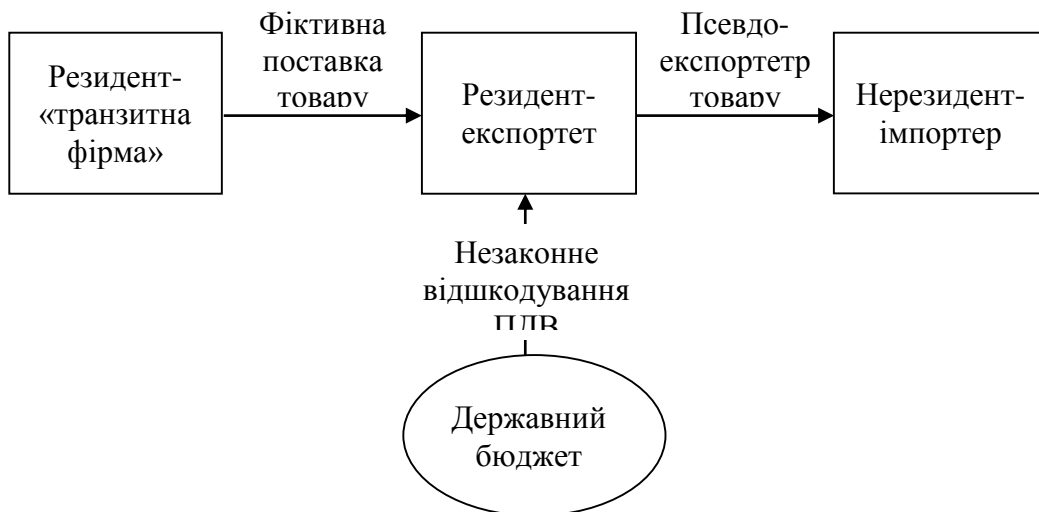 Фіктивна
поставка
товару
Псевдо-
експортетр
товару
Резидент-
«транзитна
фірма»
Резидент-
експортет
Нерезидент-
імпортер
Незаконне
відшкодування
ПДВ
Державний
бюджет